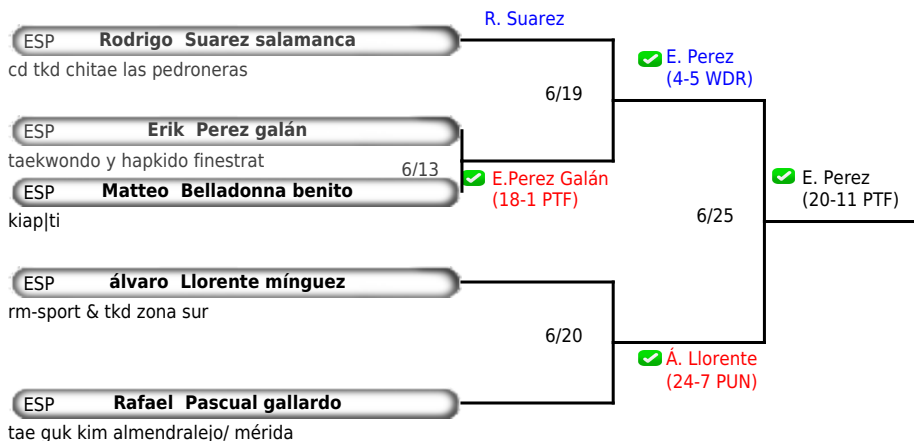 R. Suarez
ESP Rodrigo Suarez salamanca
cd tkd chitae las pedroneras
E. Perez
(4-5 WDR)
6/19
ESP Erik Perez galán
taekwondo y hapkido finestrat
6/13
E.Perez Galán
(18-1 PTF)
ESP Matteo Belladonna benito
kiap|ti
E. Perez
(20-11 PTF)
6/25
ESP álvaro Llorente mínguez
rm-sport & tkd zona sur
6/20
Á. Llorente
(24-7 PUN)
ESP Rafael Pascual gallardo
tae guk kim almendralejo/ mérida